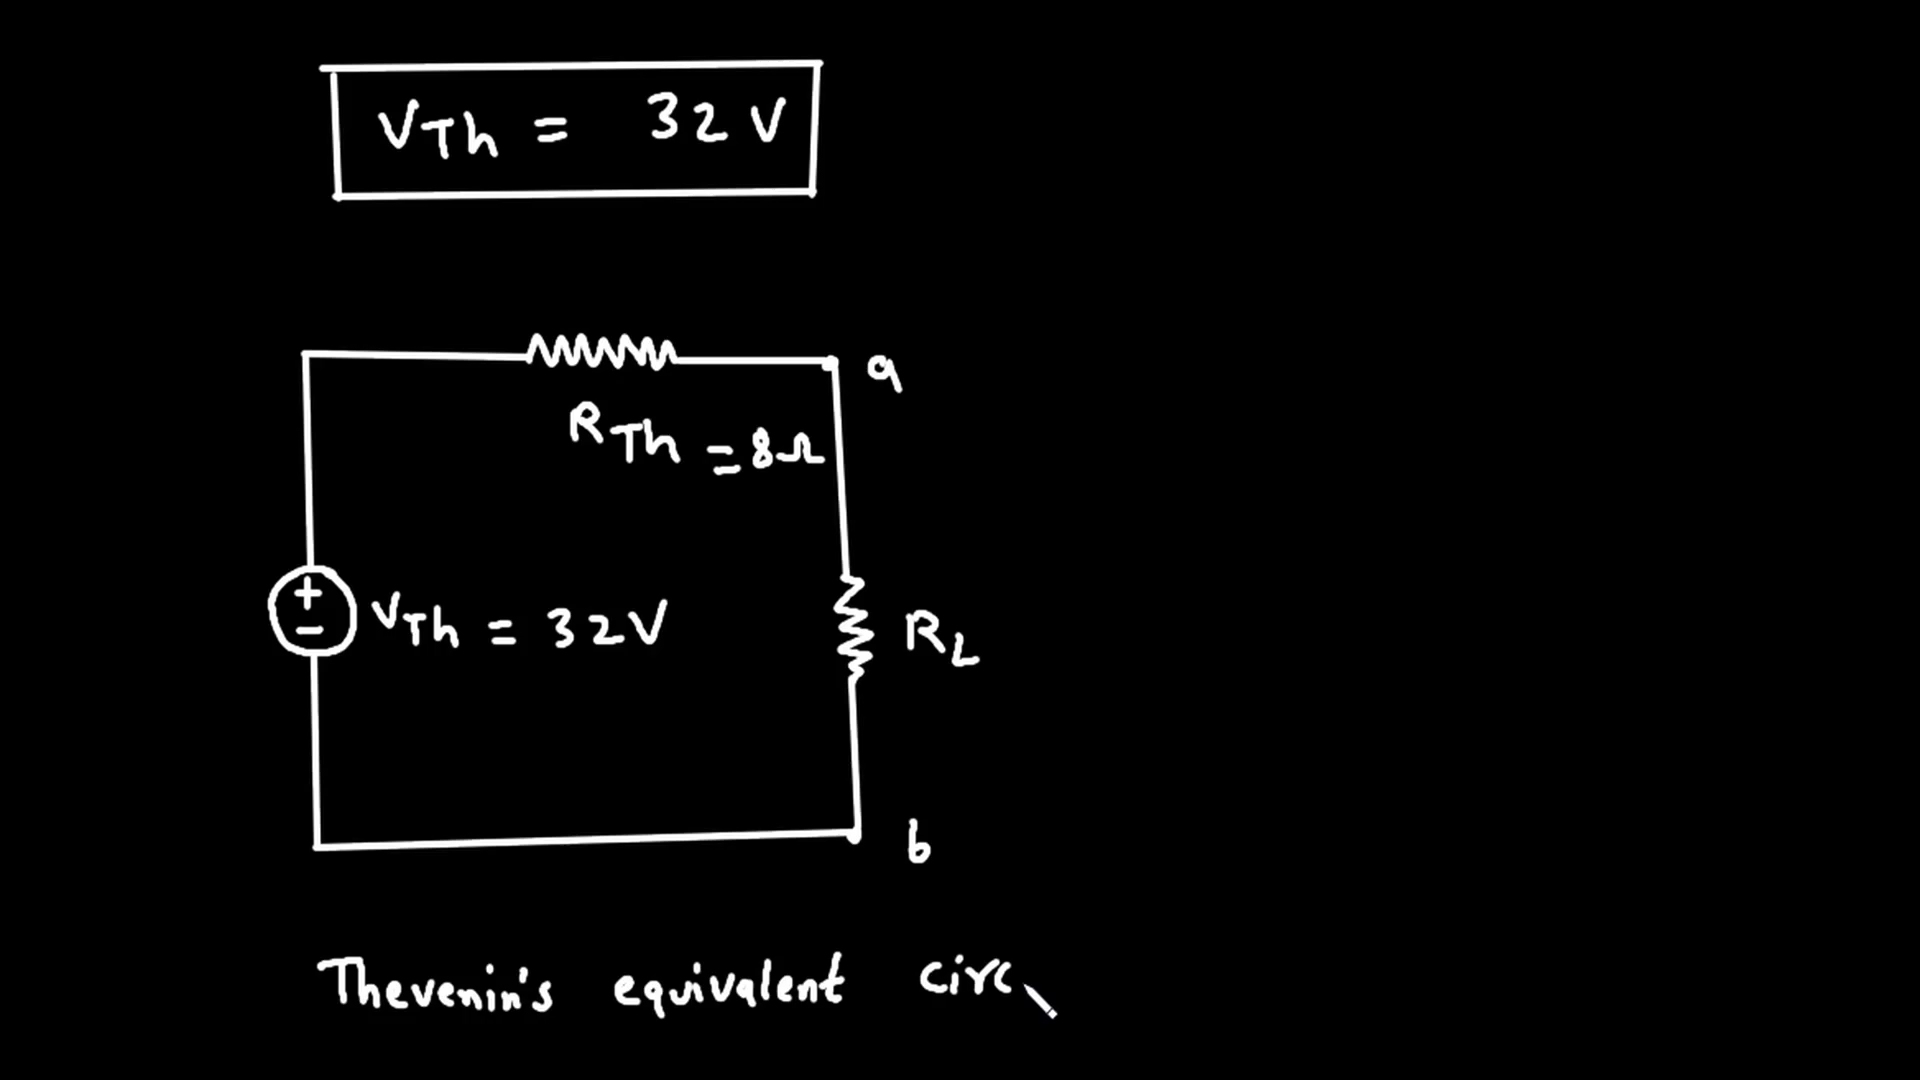 VTh = 32 V
a
RTh = 8Ω
+
− VTh = 32V
RL
b
Thevenin's equivalent circ